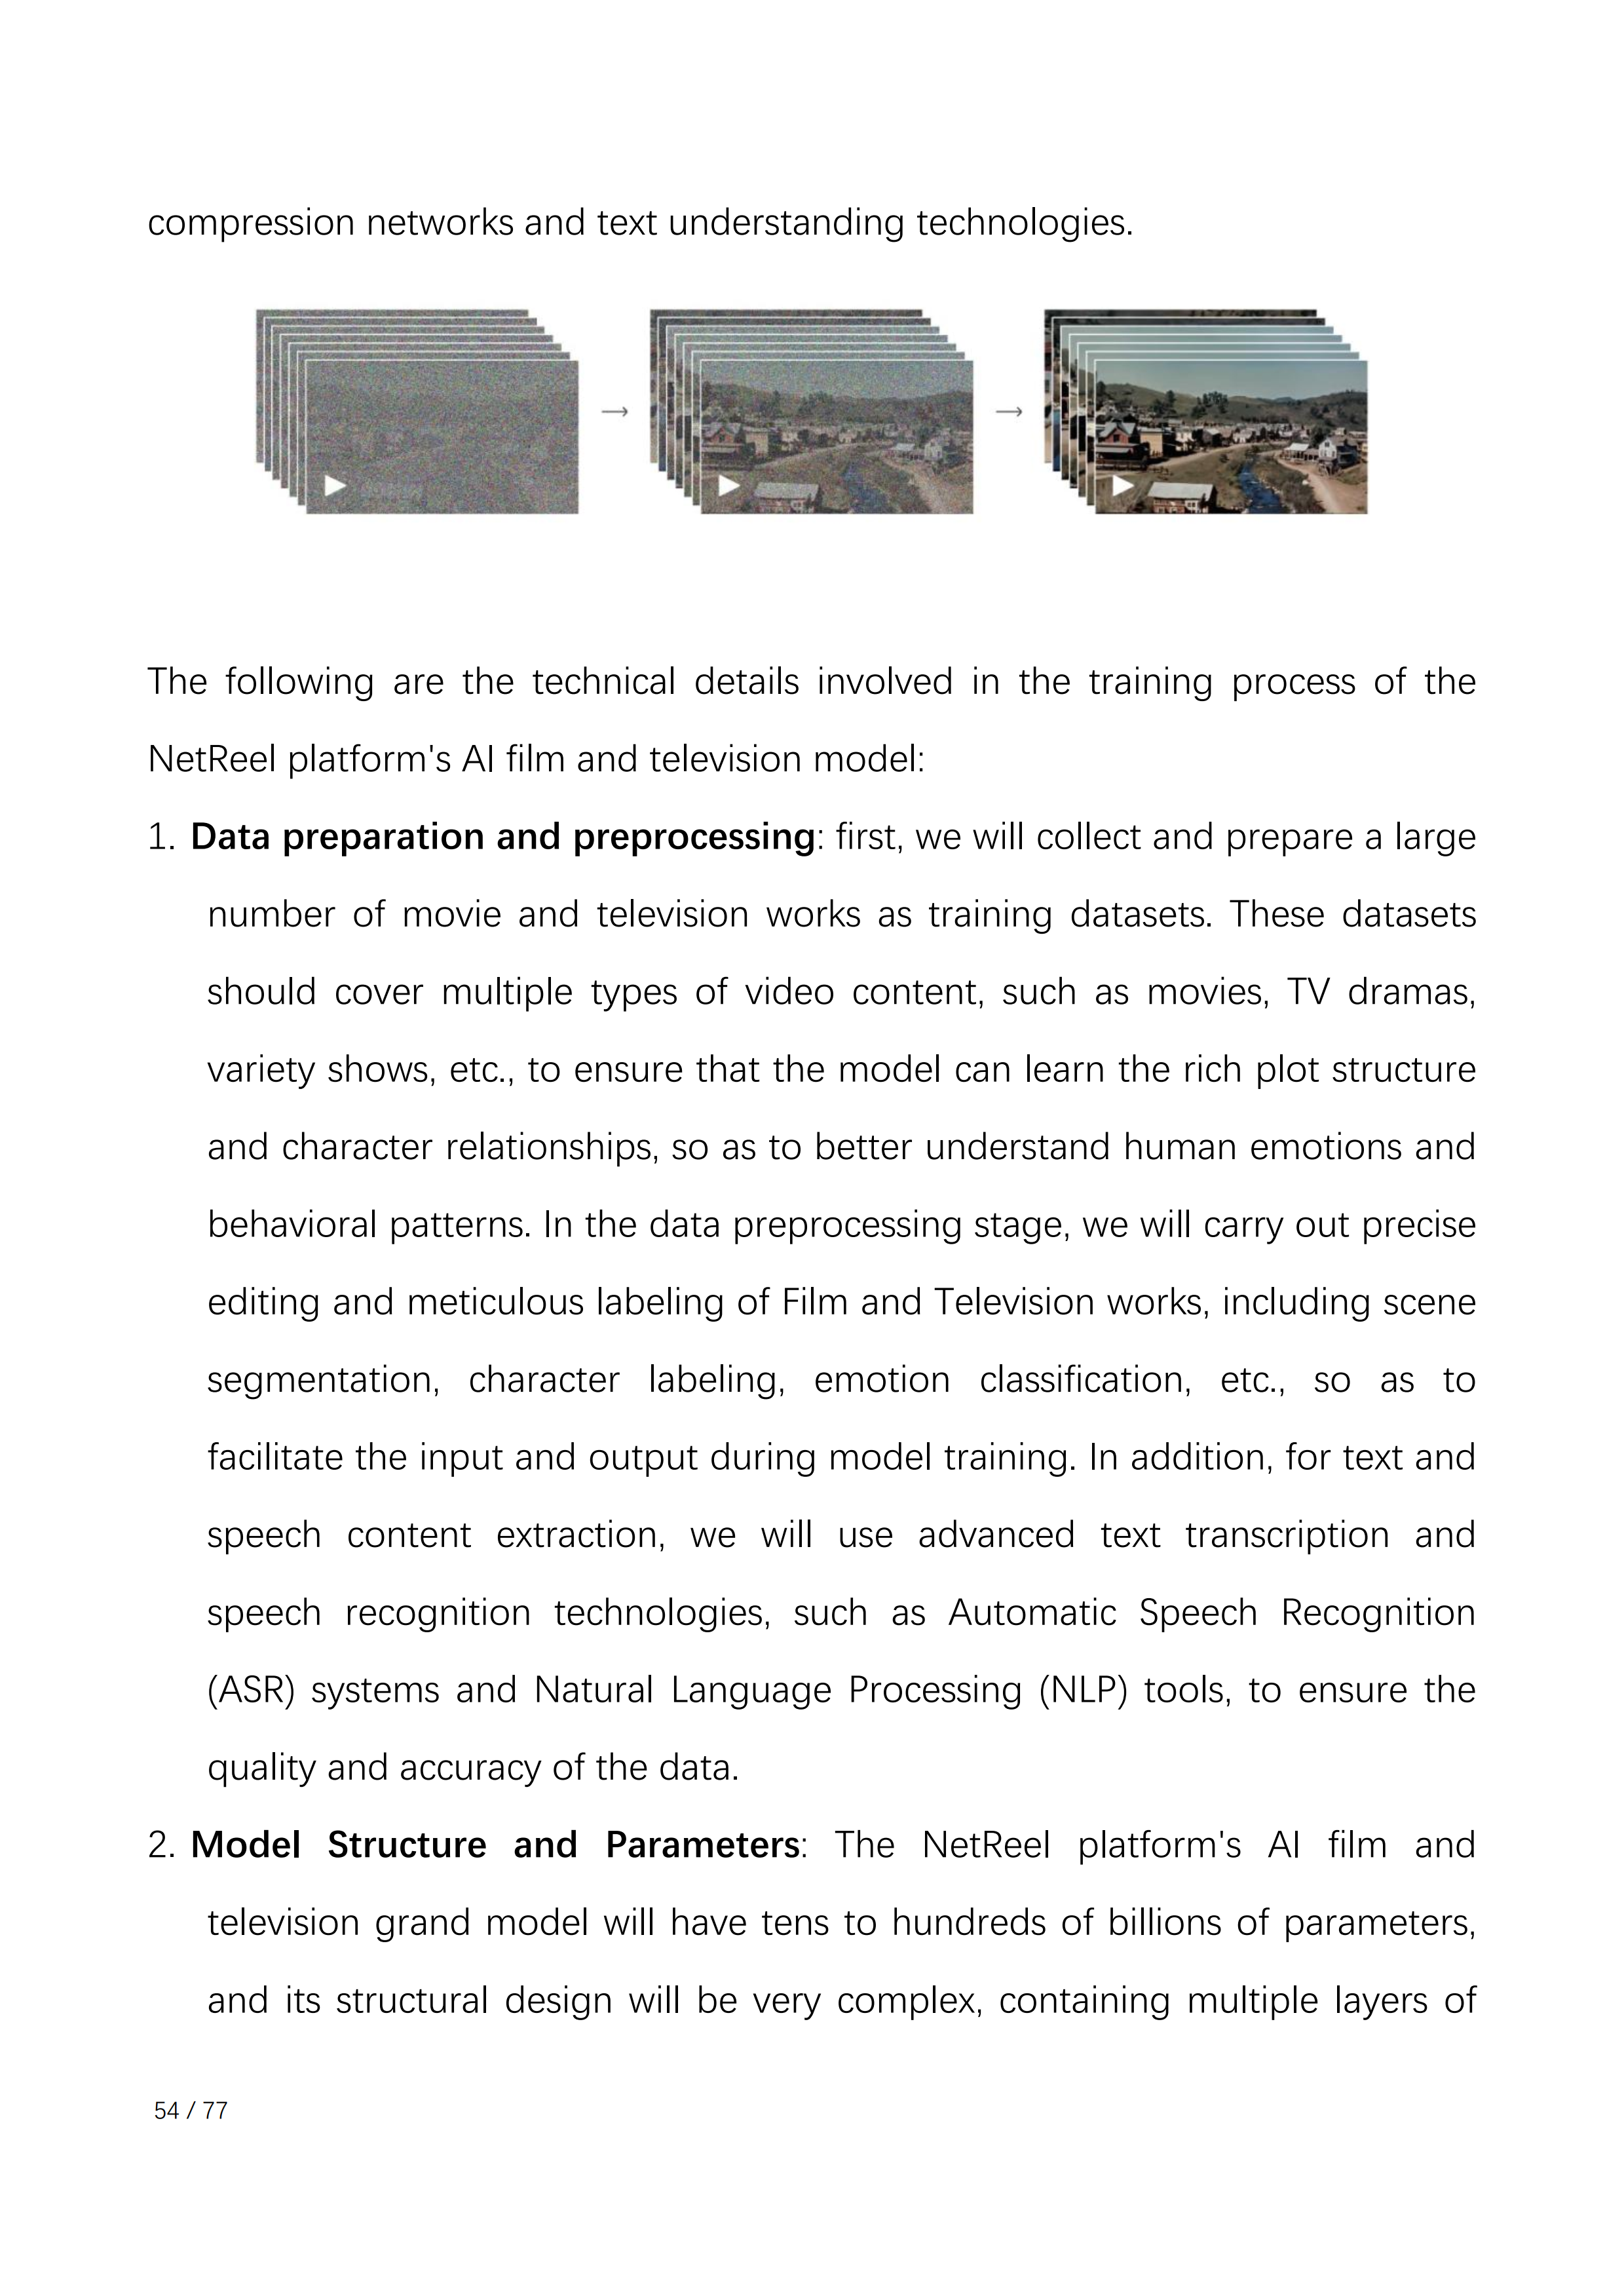 compression networks and text understanding technologies.
The following are the technical details involved in the training process of the
NetReel platform's AI film and television model:
1. Data preparation and preprocessing: first, we will collect and prepare a large
number of movie and television works as training datasets. These datasets
should cover multiple types of video content, such as movies, TV dramas,
variety shows, etc., to ensure that the model can learn the rich plot structure
and character relationships, so as to better understand human emotions and
behavioral patterns. In the data preprocessing stage, we will carry out precise
editing and meticulous labeling of Film and Television works, including scene
segmentation, character labeling, emotion classification, etc., so as to
facilitate the input and output during model training. In addition, for text and
speech content extraction, we will use advanced text transcription and
speech recognition technologies, such as Automatic Speech Recognition
(ASR) systems and Natural Language Processing (NLP) tools, to ensure the
quality and accuracy of the data.
2. Model Structure and Parameters: The NetReel platform's AI film and
television grand model will have tens to hundreds of billions of parameters,
and its structural design will be very complex, containing multiple layers of
54 / 77